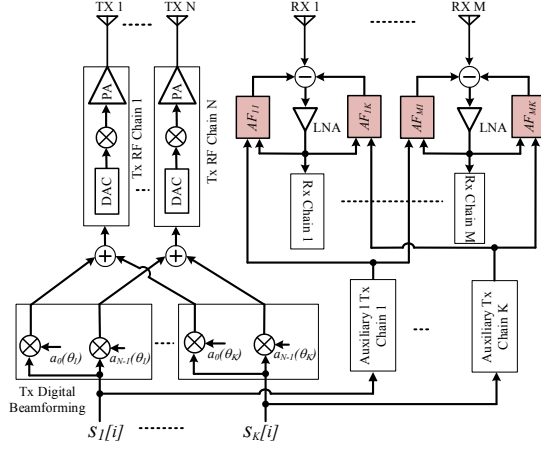 TX 1
TX N
RX 1
RX M
PA
PA
Tx RF Chain 1
Tx RF Chain N
DAC
DAC
AF11
AF1K
AFM1
AFMK
LNA
LNA
Rx Chain 1
Rx Chain M
Auxiliary l Tx Chain 1
Auxiliary Tx Chain K
a0(θ1)
aN-1(θ1)
a0(θK)
aN-1(θK)
Tx Digital
Beamforming
S1[i]
SK[i]